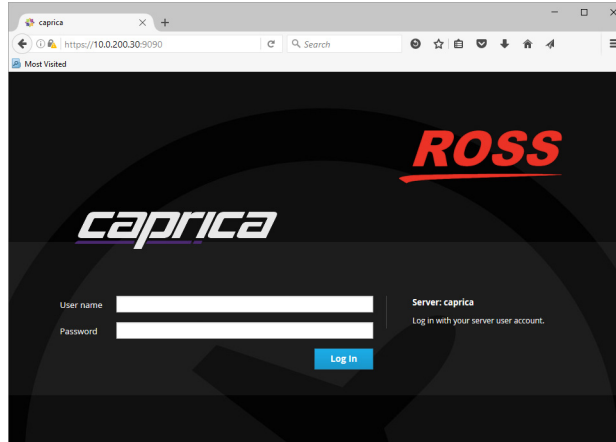 caprica
https://10.0.200.30:9090
Search
Most Visited
ROSS
caprica
User name
Password
Log In
Server: caprica
Log in with your server user account.